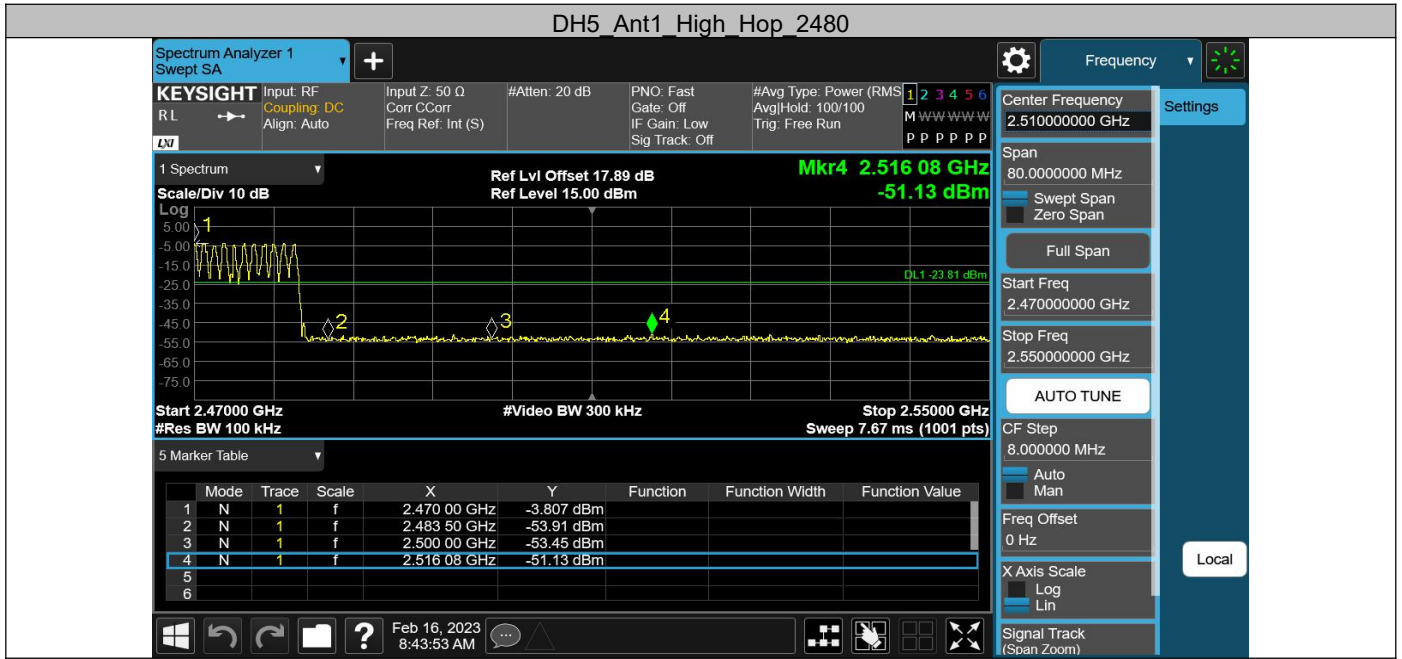 DH5_Ant1_High_Hop_2480
Spectrum Analyzer 1
Swept SA
Frequency
KEYSIGHT
RL
LXI
Input: RF
Coupling: DC
Align: Auto
Input Z: 50 Ω
Corr CCorr
Freq Ref: Int (S)
#Atten: 20 dB
PNO: Fast
Gate: Off
IF Gain: Low
Sig Track: Off
#Avg Type: Power (RMS
Avg|Hold: 100/100
Trig: Free Run
1 2 3 4 5 6
M W W W W W
P P P P P P
1 Spectrum
Scale/Div 10 dB
Ref Lvl Offset 17.89 dB
Ref Level 15.00 dBm
Mkr4 2.516 08 GHz
-51.13 dBm
Log
5.00
-5.00
-15.0
-25.0
-35.0
-45.0
-55.0
-65.0
-75.0
1
2
3
4
DL1 -23.81 dBm
Start 2.47000 GHz
#Video BW 300 kHz
Stop 2.55000 GHz
#Res BW 100 kHz
Sweep 7.67 ms (1001 pts)
5 Marker Table
Mode Trace Scale X Y Function Function Width Function Value
1 N 1 f 2.470 00 GHz -3.807 dBm
2 N 1 f 2.483 50 GHz -53.91 dBm
3 N 1 f 2.500 00 GHz -53.45 dBm
4 N 1 f 2.516 08 GHz -51.13 dBm
5
6
Feb 16, 2023
8:43:53 AM
Center Frequency
2.510000000 GHz
Span
80.0000000 MHz
Swept Span
Zero Span
Full Span
Start Freq
2.470000000 GHz
Stop Freq
2.550000000 GHz
AUTO TUNE
CF Step
8.000000 MHz
Auto
Man
Freq Offset
0 Hz
X Axis Scale
Log
Lin
Signal Track
(Span Zoom)
Settings
Local